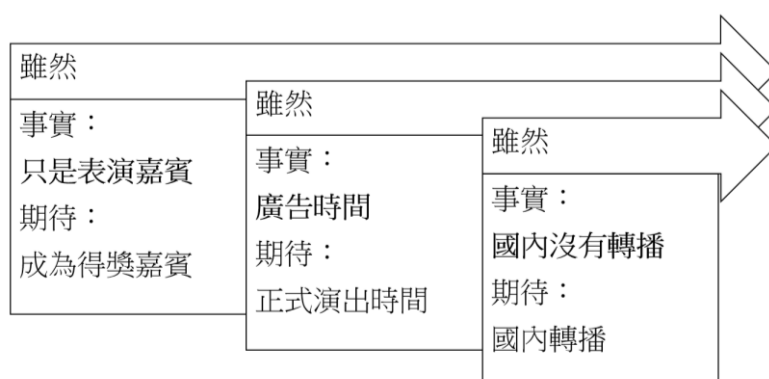 雖然
事實：
只是表演嘉賓
期待：
成為得獎嘉賓
雖然
事實：
廣告時間
期待：
正式演出時間
雖然
事實：
國內沒有轉播
期待：
國內轉播